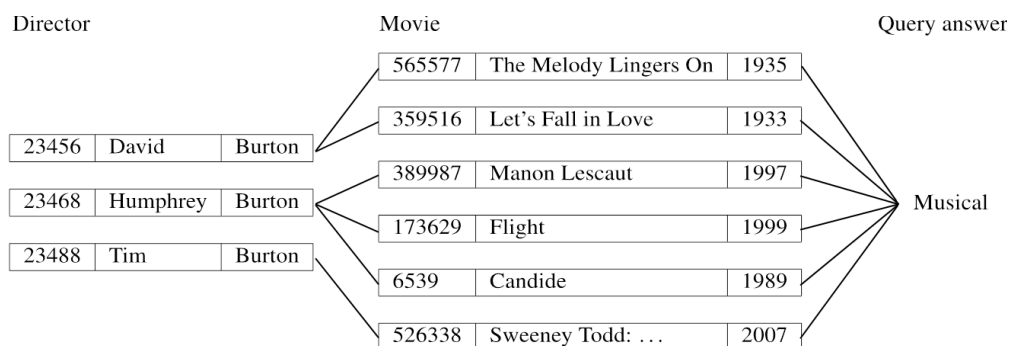 Director Movie Query answer
565577 The Melody Lingers On 1935
359516 Let's Fall in Love 1933
23456 David Burton
389987 Manon Lescaut 1997
23468 Humphrey Burton
Musical
173629 Flight 1999
23488 Tim Burton
6539 Candide 1989
526338 Sweeney Todd: ... 2007